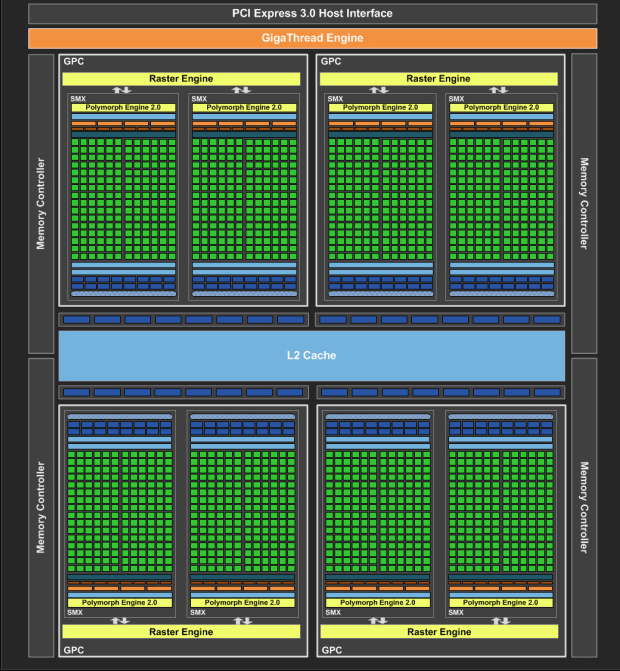 PCI Express 3.0 Host Interface
GigaThread Engine
GPC
GPC
Raster Engine
Raster Engine
SMX
SMX
SMX
SMX
Polymorph Engine 2.0
Polymorph Engine 2.0
Polymorph Engine 2.0
Polymorph Engine 2.0
Memory Controller
Memory Controller
L2 Cache
Memory Controller
Memory Controller
Polymorph Engine 2.0
Polymorph Engine 2.0
Polymorph Engine 2.0
Polymorph Engine 2.0
SMX
SMX
SMX
SMX
Raster Engine
Raster Engine
GPC
GPC